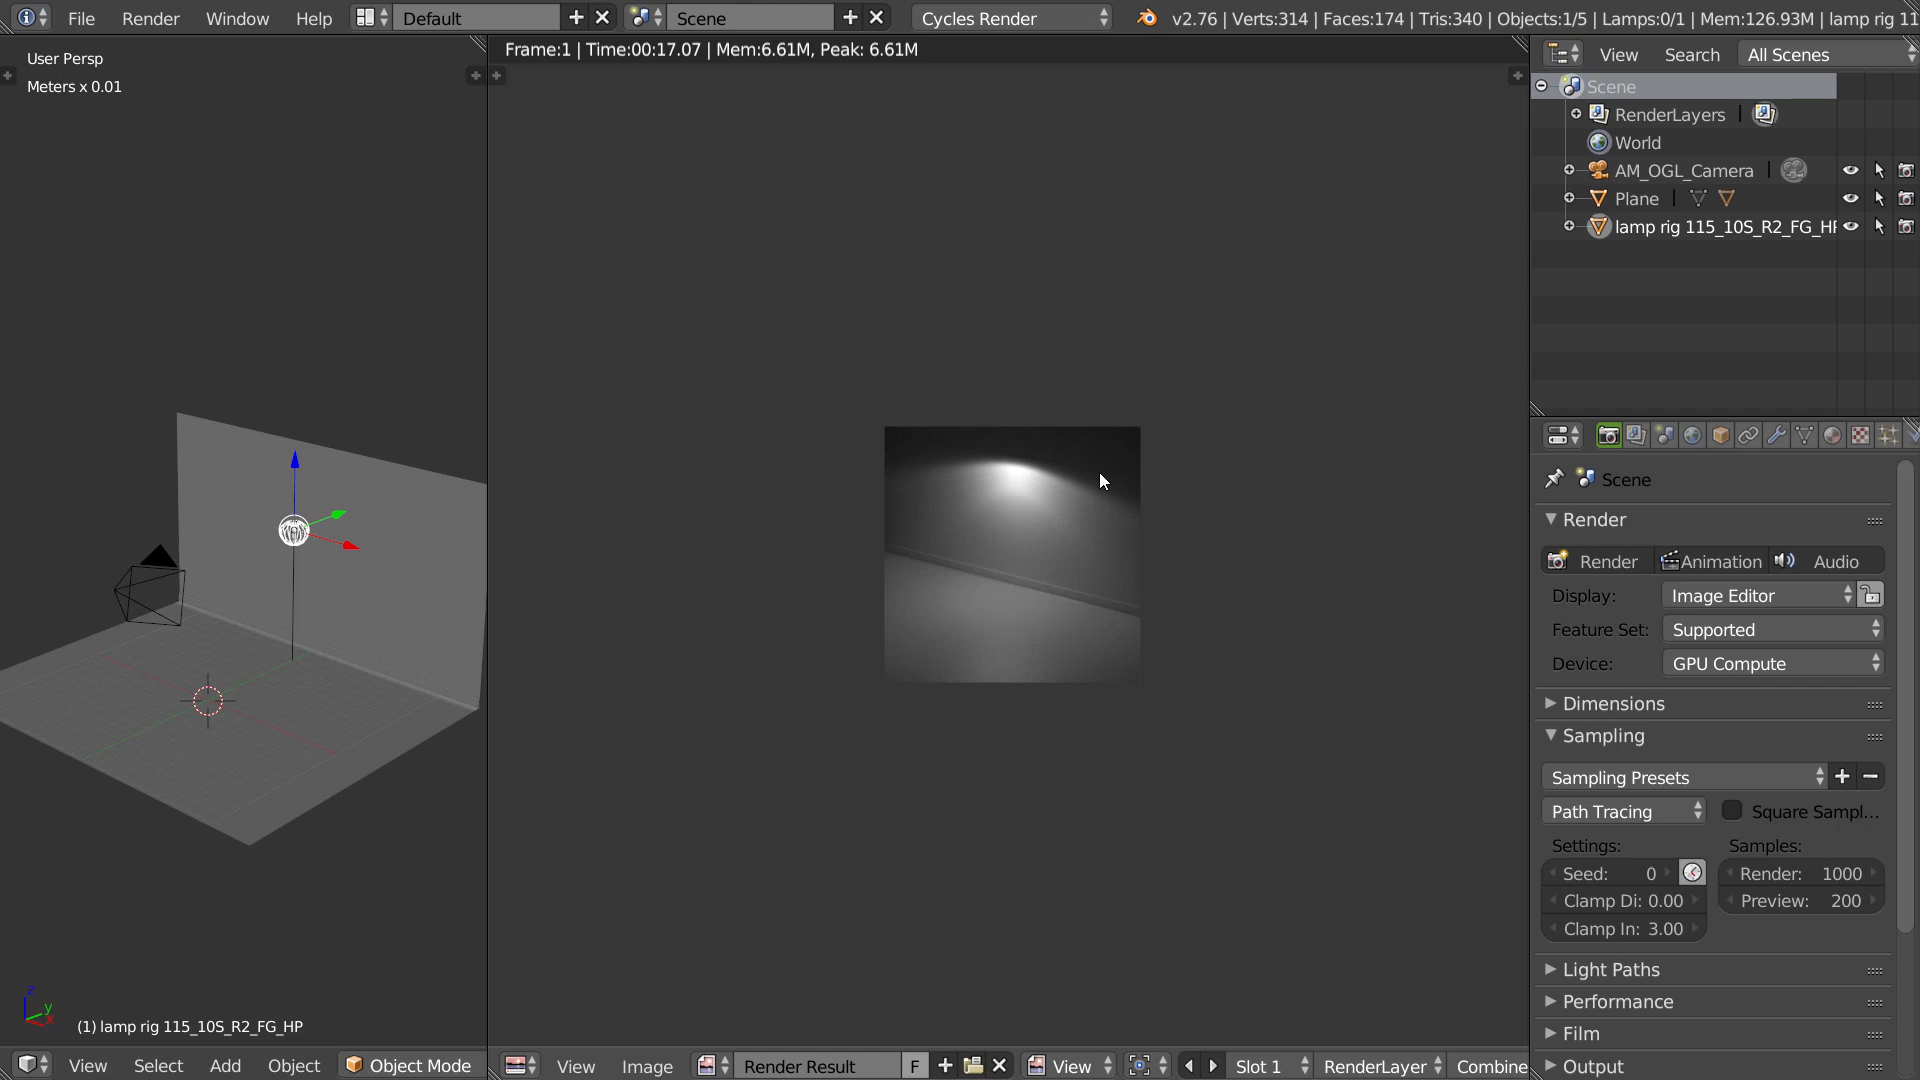 File Render Window Help Default Scene Cycles Render v2.76 | Verts:314 | Faces:174 | Tris:340 | Objects:1/5 | Lamps:0/1 | Mem:126.93M | lamp rig 11
User Persp
Meters x 0.01
Frame:1 | Time:00:17.07 | Mem:6.61M, Peak: 6.61M
View Search All Scenes
Scene
RenderLayers
World
AM_OGL_Camera
Plane
lamp rig 115_10S_R2_FG_HP
Scene
Render
Render Animation Audio
Display: Image Editor
Feature Set: Supported
Device: GPU Compute
Dimensions
Sampling
Sampling Presets
Path Tracing Square Sampl...
Settings: Samples:
Seed: 0 Render: 1000
Clamp Di: 0.00 Preview: 200
Clamp In: 3.00
Light Paths
Performance
Film
Output
z
y
x
(1) lamp rig 115_10S_R2_FG_HP
View Select Add Object Object Mode View Image Render Result F View Slot 1 RenderLayer Combine